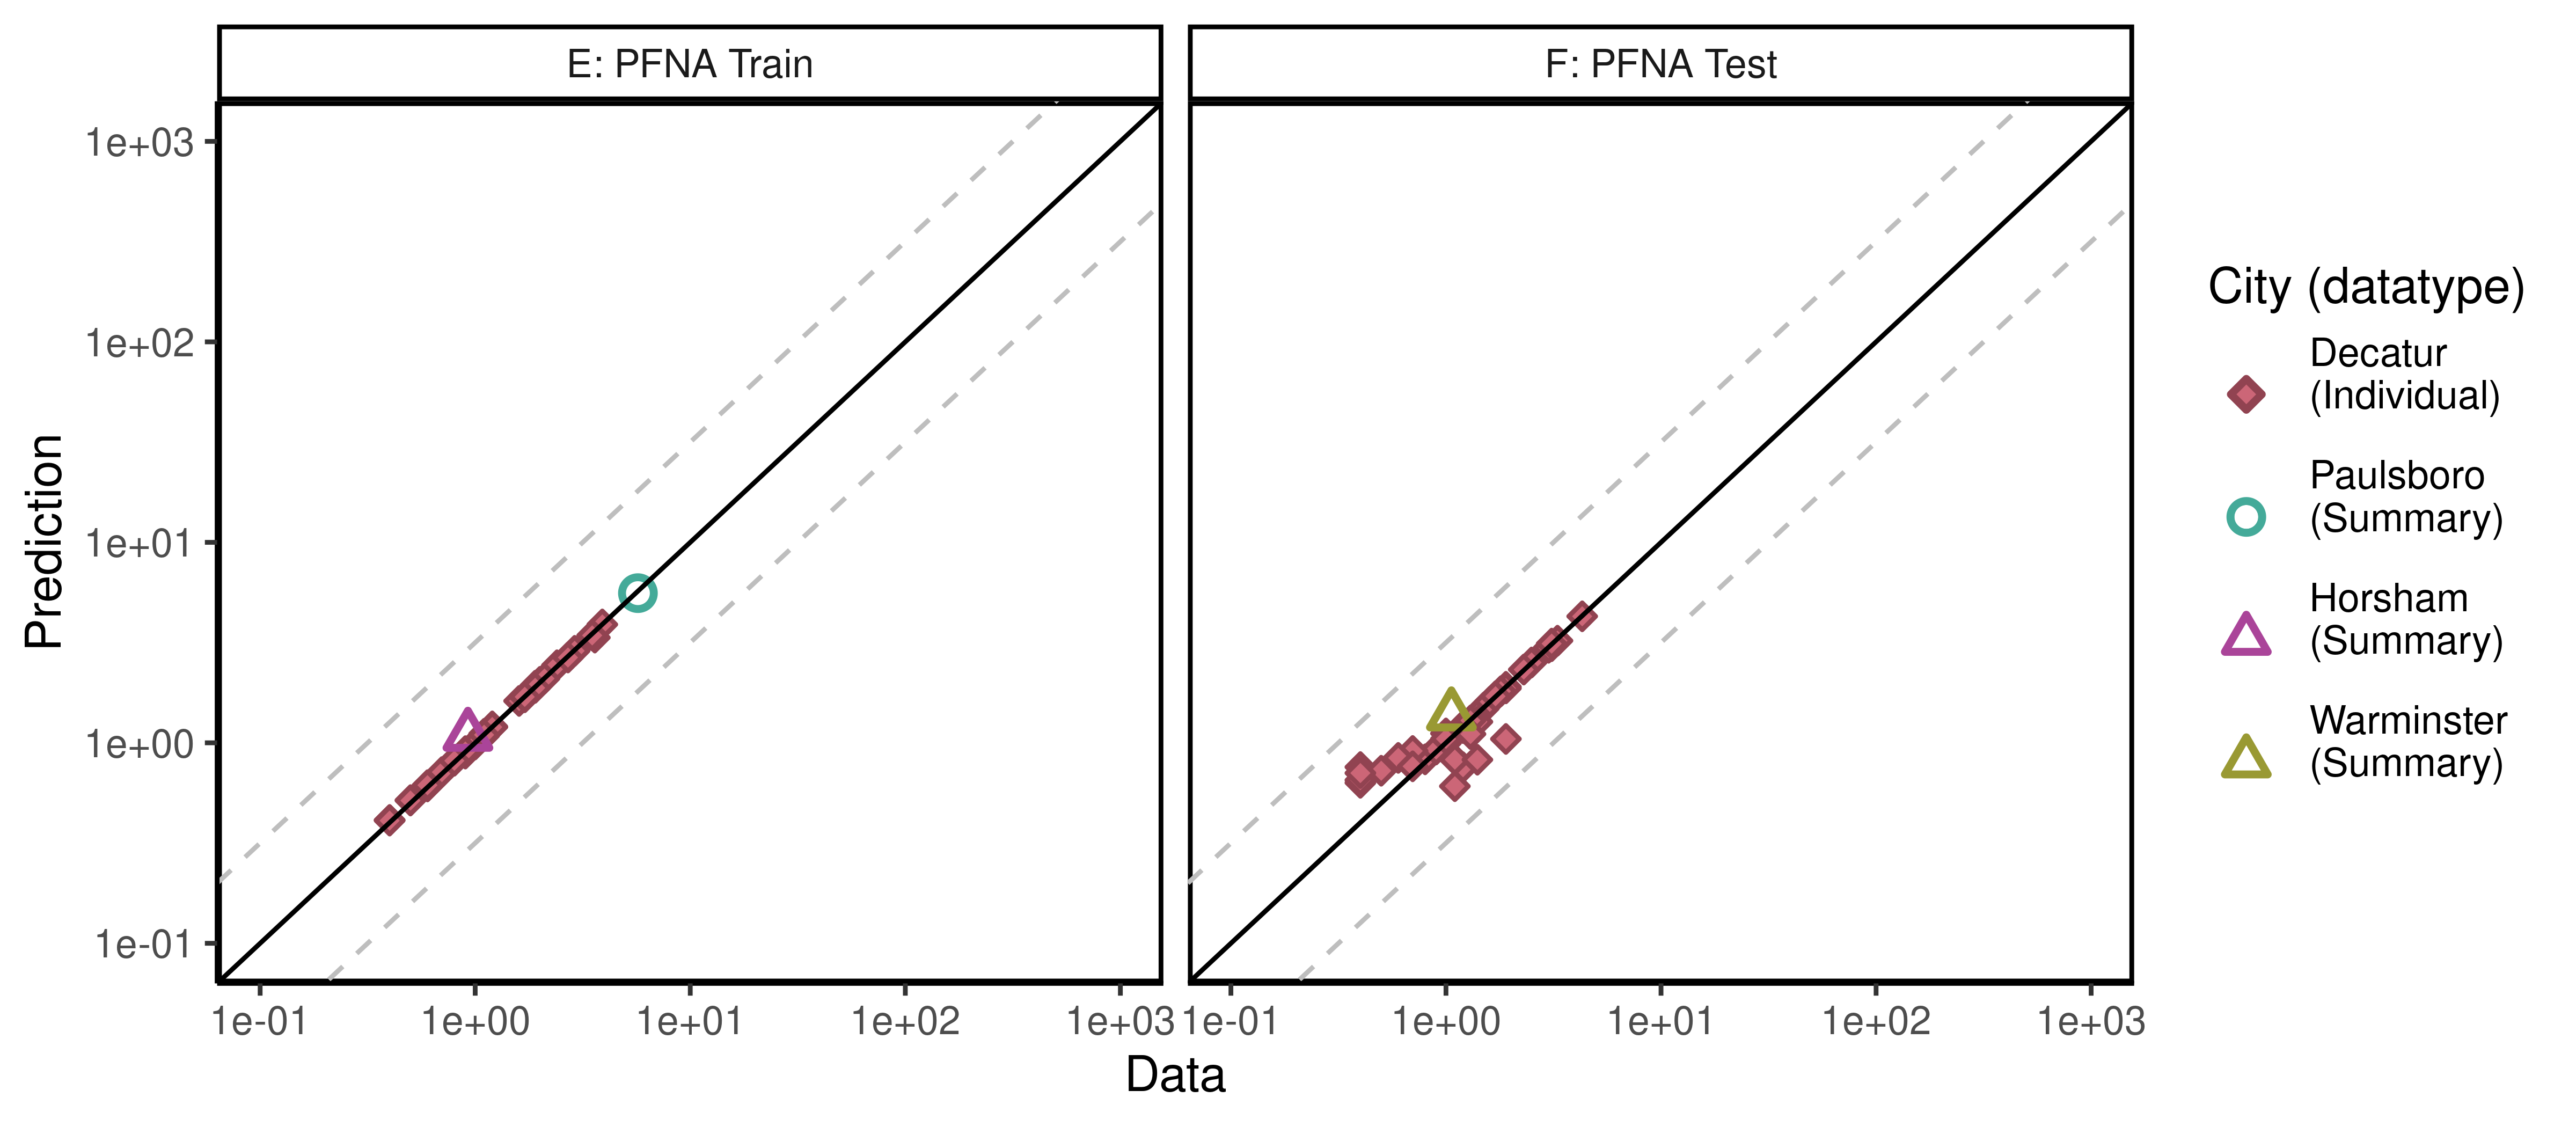 E: PFNA Train
F: PFNA Test
1e+03
1e+02
1e+01
1e+00
1e-01
Prediction
1e-01
1e+00
1e+01
1e+02
1e+03
1e-01
1e+00
1e+01
1e+02
1e+03
Data
City (datatype)
Decatur
(Individual)
Paulsboro
(Summary)
Horsham
(Summary)
Warminster
(Summary)